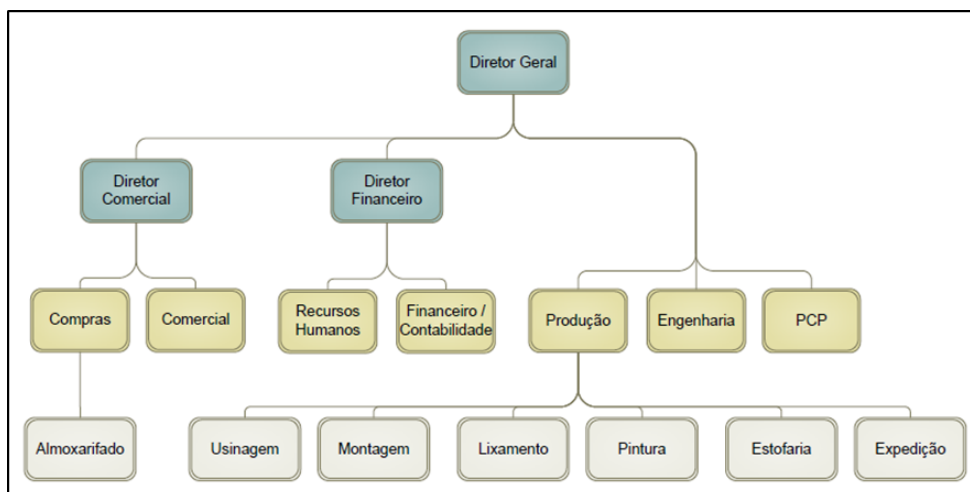 Diretor Geral
Diretor
Comercial
Diretor
Financeiro
Compras
Comercial
Recursos
Humanos
Financeiro /
Contabilidade
Produção
Engenharia
PCP
Almoxarifado
Usinagem
Montagem
Lixamento
Pintura
Estofaria
Expedição